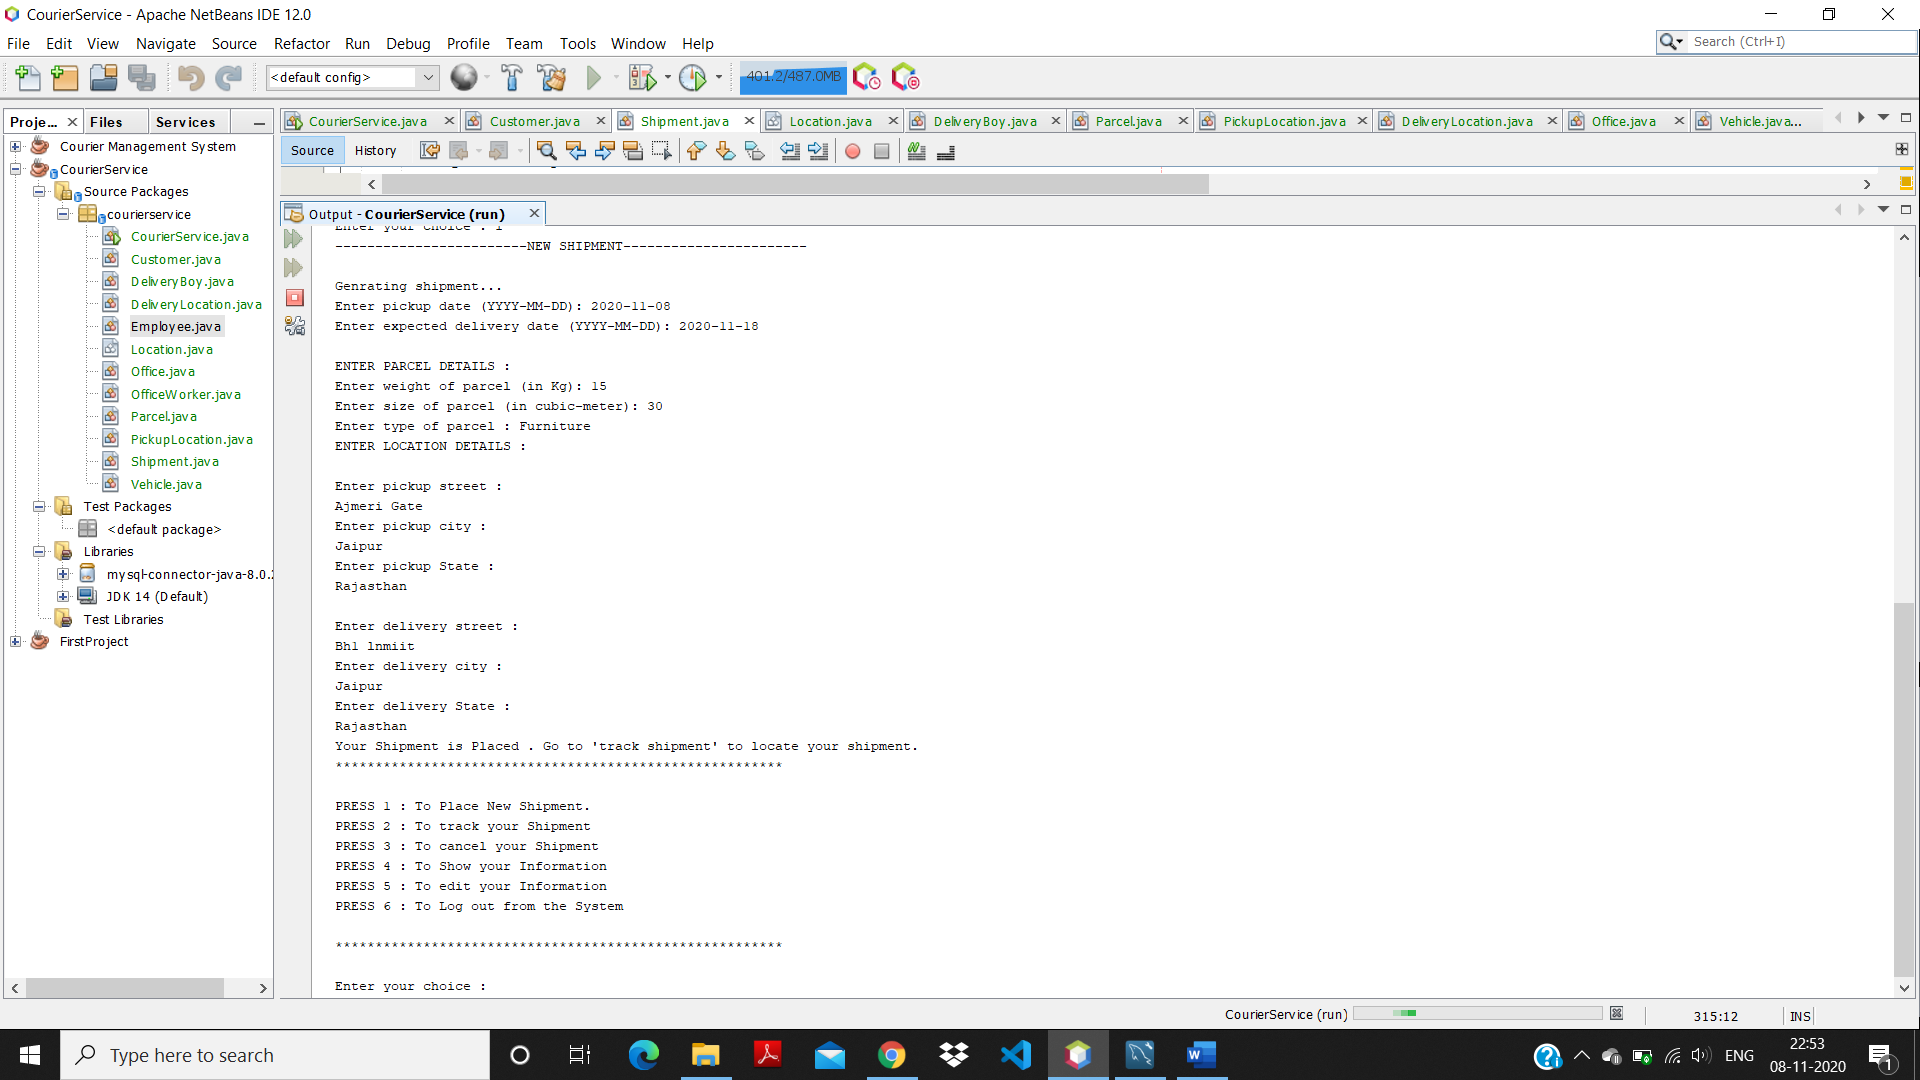 CourierService - Apache NetBeans IDE 12.0
File Edit View Navigate Source Refactor Run Debug Profile Team Tools Window Help
Search (Ctrl+I)
<default config>
401.2/487.0MB
Proje... Files Services
CourierService.java Customer.java Shipment.java Location.java DeliveryBoy.java Parcel.java PickupLocation.java DeliveryLocation.java Office.java Vehicle.java...
Source History
Courier Management System
CourierService
Source Packages
courierservice
CourierService.java
Customer.java
DeliveryBoy.java
DeliveryLocation.java
Employee.java
Location.java
Office.java
OfficeWorker.java
Parcel.java
PickupLocation.java
Shipment.java
Vehicle.java
Test Packages
<default package>
Libraries
mysql-connector-java-8.0.2
JDK 14 (Default)
Test Libraries
FirstProject
Output - CourierService (run)
Enter your choice : 1
------------------------NEW SHIPMENT-----------------------
Genrating shipment...
Enter pickup date (YYYY-MM-DD): 2020-11-08
Enter expected delivery date (YYYY-MM-DD): 2020-11-18
ENTER PARCEL DETAILS :
Enter weight of parcel (in Kg): 15
Enter size of parcel (in cubic-meter): 30
Enter type of parcel : Furniture
ENTER LOCATION DETAILS :
Enter pickup street :
Ajmeri Gate
Enter pickup city :
Jaipur
Enter pickup State :
Rajasthan
Enter delivery street :
Bh1 lnmiit
Enter delivery city :
Jaipur
Enter delivery State :
Rajasthan
Your Shipment is Placed . Go to 'track shipment' to locate your shipment.
********************************************************
PRESS 1 : To Place New Shipment.
PRESS 2 : To track your Shipment
PRESS 3 : To cancel your Shipment
PRESS 4 : To Show your Information
PRESS 5 : To edit your Information
PRESS 6 : To Log out from the System
********************************************************
Enter your choice :
CourierService (run)
315:12
INS
Type here to search
ENG
22:53
08-11-2020
1